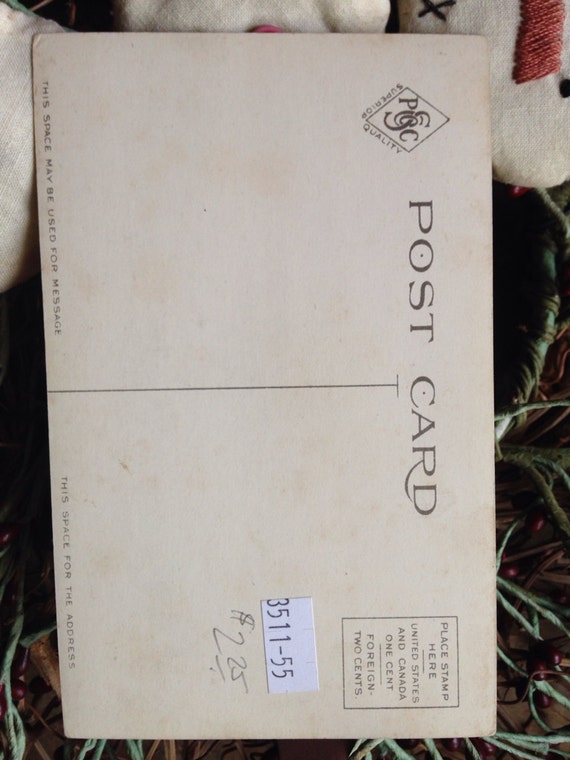 SUPERIOR
QUALITY
POST CARD
THIS SPACE MAY BE USED FOR MESSAGE
THIS SPACE FOR THE ADDRESS
PLACE STAMP
HERE
UNITED STATES
AND CANADA
ONE CENT
FOREIGN-
TWO CENTS.
3511-55
$2.25